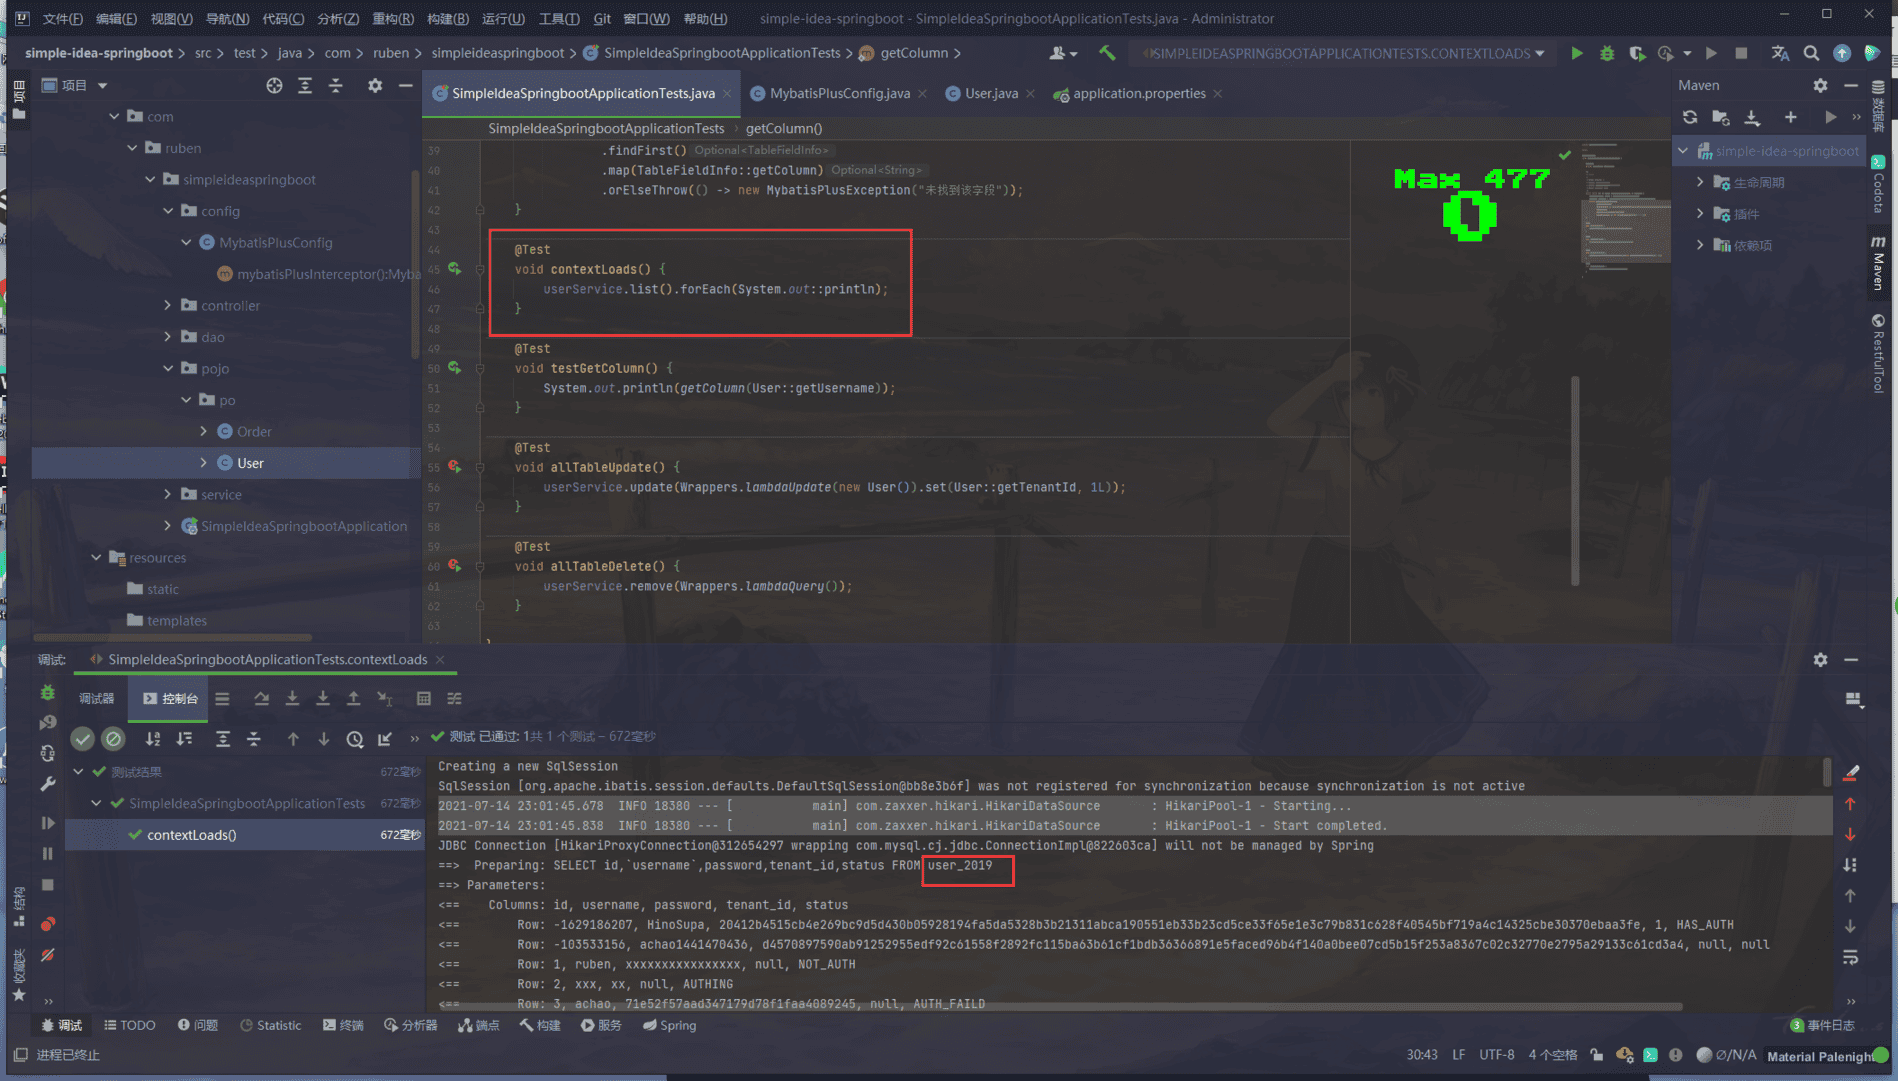 文件(F) 编辑(E) 视图(V) 导航(N) 代码(C) 分析(Z) 重构(R) 构建(B) 运行(U) 工具(T) Git 窗口(W) 帮助(H) simple-idea-springboot - SimpleIdeaSpringbootApplicationTests.java - Administrator
simple-idea-springboot > src > test > java > com > ruben > simpleideaspringboot > SimpleIdeaSpringbootApplicationTests > getColumn > SIMPLEIDEASPRINGBOOTAPPLICATIONTESTS.CONTEXTLOADS
项目
项目
com
ruben
simpleideaspringboot
config
MybatisPlusConfig
mybatisPlusInterceptor():Myba
controller
dao
pojo
po
Order
User
service
SimpleIdeaSpringbootApplication
resources
static
templates
SimpleIdeaSpringbootApplicationTests.java MybatisPlusConfig.java User.java application.properties
SimpleIdeaSpringbootApplicationTests > getColumn()
39 .findFirst() Optional<TableFieldInfo>
40 .map(TableFieldInfo::getColumn) Optional<String>
41 .orElseThrow(() -> new MybatisPlusException("未找到该字段"));
42 }
43
44 @Test
45 void contextLoads() {
46 userService.list().forEach(System.out::println);
47 }
48
49 @Test
50 void testGetColumn() {
51 System.out.println(getColumn(User::getUsername));
52 }
53
54 @Test
55 void allTableUpdate() {
56 userService.update(Wrappers.lambdaUpdate(new User()).set(User::getTenantId, 1L));
57 }
58
59 @Test
60 void allTableDelete() {
61 userService.remove(Wrappers.lambdaQuery());
62 }
63
Max 477
0
Maven
simple-idea-springboot
生命周期
插件
依赖项
数据库
Codota
Maven
RestfulTool
调试: SimpleIdeaSpringbootApplicationTests.contextLoads
调试器 控制台
测试 已通过: 1共 1 个测试 – 672毫秒
测试结果 672毫秒
SimpleIdeaSpringbootApplicationTests 672毫秒
contextLoads() 672毫秒
Creating a new SqlSession
SqlSession [org.apache.ibatis.session.defaults.DefaultSqlSession@bb8e3b6f] was not registered for synchronization because synchronization is not active
2021-07-14 23:01:45.678 INFO 18380 --- [ main] com.zaxxer.hikari.HikariDataSource : HikariPool-1 - Starting...
2021-07-14 23:01:45.838 INFO 18380 --- [ main] com.zaxxer.hikari.HikariDataSource : HikariPool-1 - Start completed.
JDBC Connection [HikariProxyConnection@312654297 wrapping com.mysql.cj.jdbc.ConnectionImpl@822603ca] will not be managed by Spring
==> Preparing: SELECT id,`username`,password,tenant_id,status FROM user_2019
==> Parameters:
<== Columns: id, username, password, tenant_id, status
<== Row: -1629186207, HinoSupa, 20412b4515cb4e269bc9d5d430b05928194fa5da5328b3b21311abca190551eb33b23cd5ce33f65e1e3c79b831c628f40545bf719a4c14325cbe30370ebaa3fe, 1, HAS_AUTH
<== Row: -103533156, achao1441470436, d4570897590ab91252955edf92c61558f2892fc115ba63b61cf1bdb36366891e5faced96b4f140a0bee07cd5b15f253a8367c02c32770e2795a29133c61cd3a4, null, null
<== Row: 1, ruben, xxxxxxxxxxxxxxxx, null, NOT_AUTH
<== Row: 2, xxx, xx, null, AUTHING
<== Row: 3, achao, 71e52f57aad347179d78f1faa4089245, null, AUTH_FAILD
结构
收藏夹
调试 TODO 问题 Statistic 终端 分析器 端点 构建 服务 Spring 3 事件日志
进程已终止 30:43 LF UTF-8 4 个空格 Ø/N/A Material Palenight